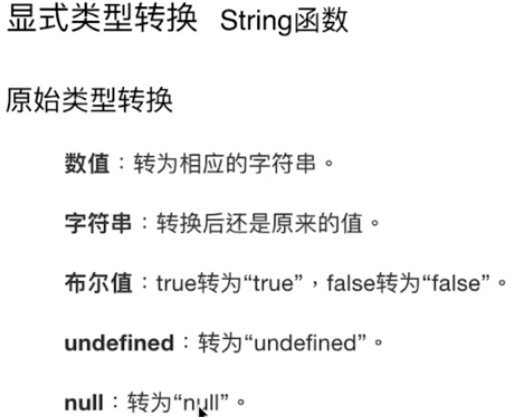 显式类型转换 String函数
原始类型转换
数值：转为相应的字符串。
字符串：转换后还是原来的值。
布尔值：true转为“true”，false转为“false”。
undefined：转为“undefined”。
null：转为“null”。